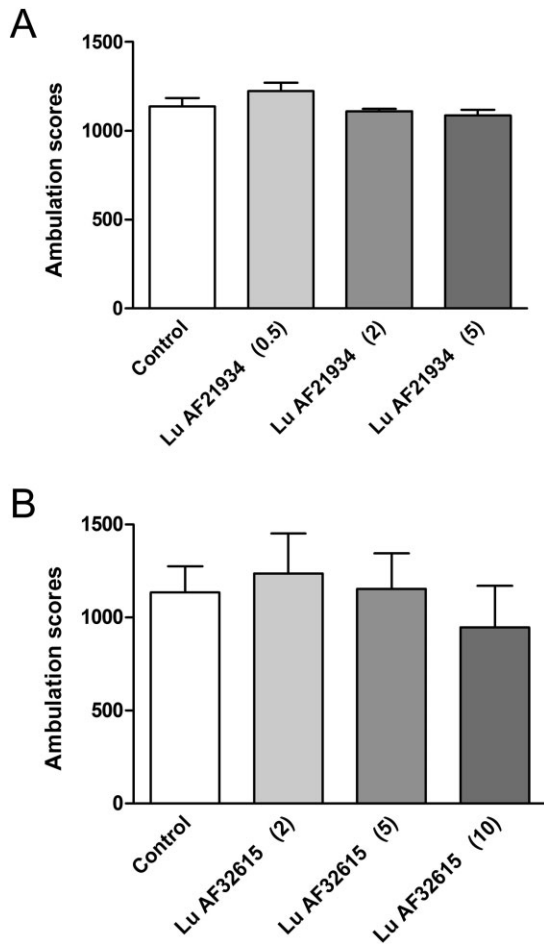 A
Ambulation scores
1500
1000
500
0
Control
Lu AF21934 (0.5)
Lu AF21934 (2)
Lu AF21934 (5)
B
Ambulation scores
1500
1000
500
0
Control
Lu AF32615 (2)
Lu AF32615 (5)
Lu AF32615 (10)